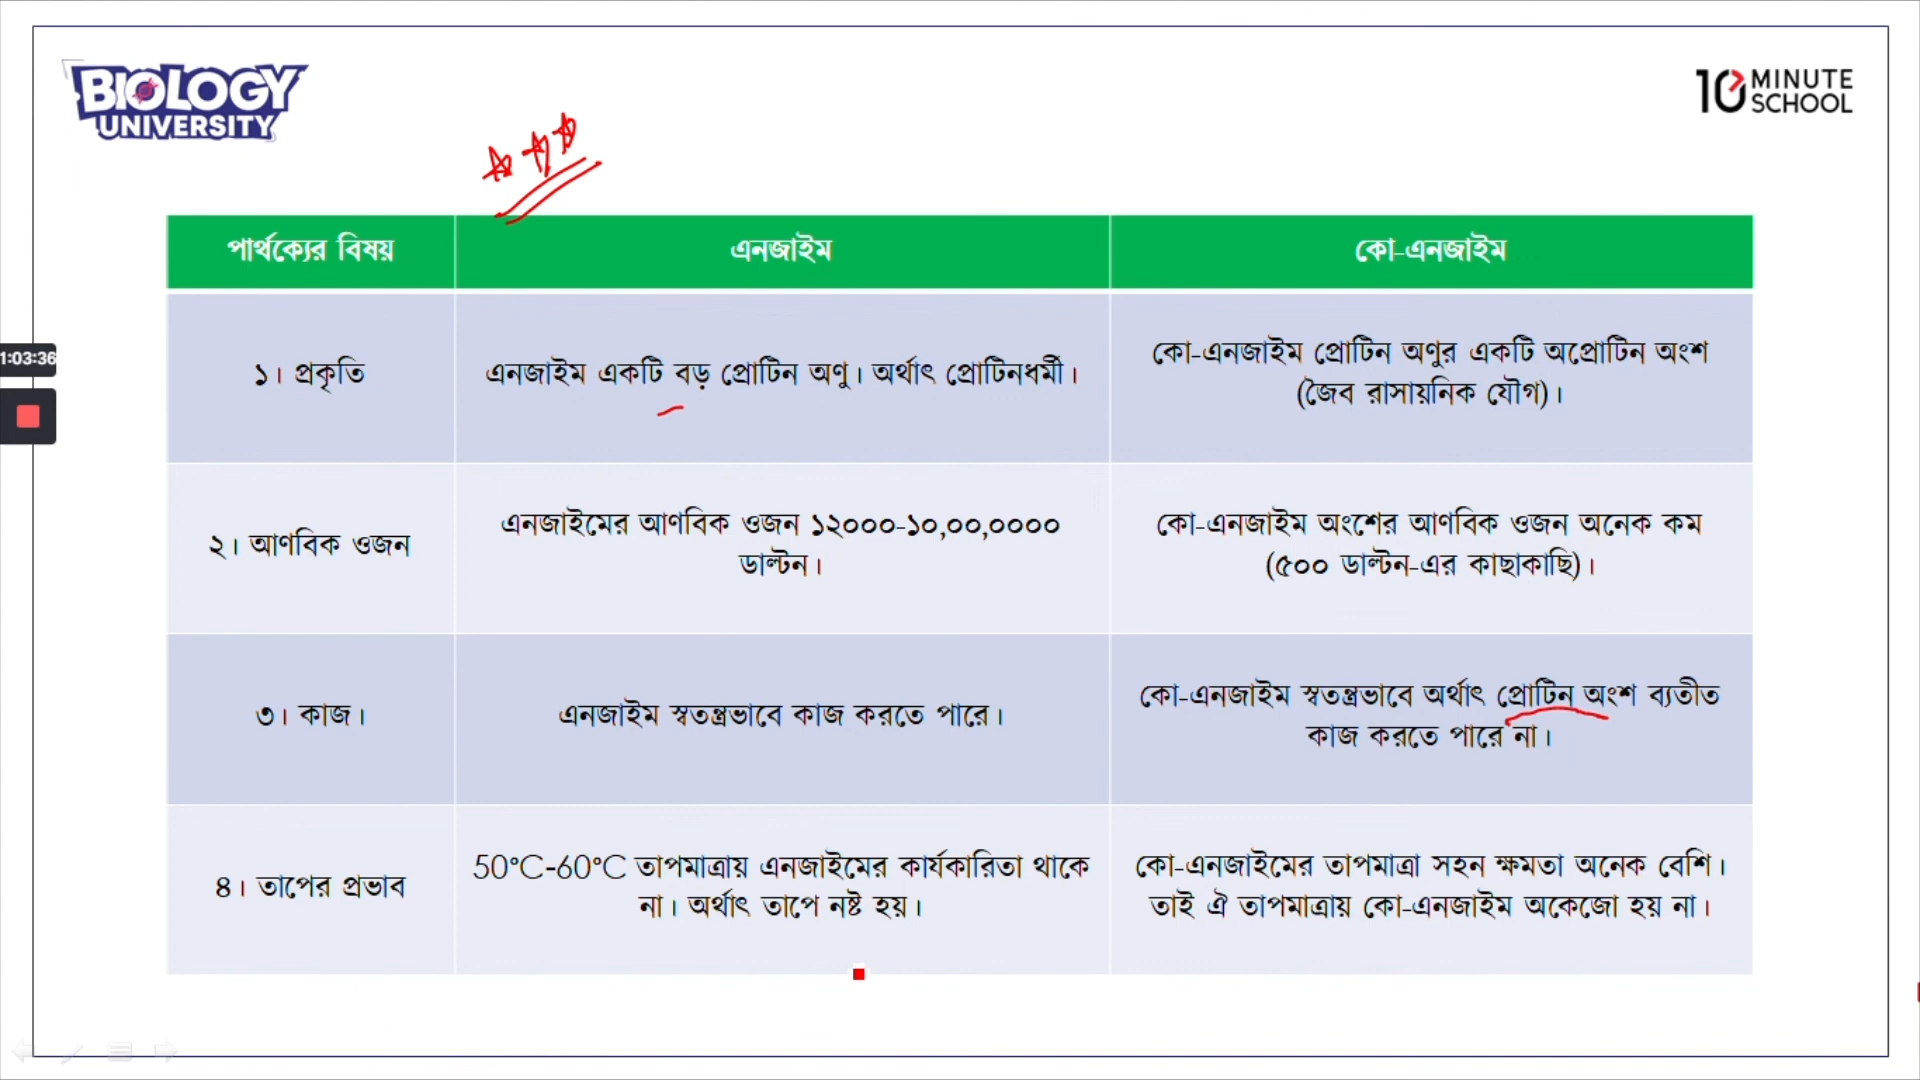 BIOLOGY
UNIVERSITY
10 MINUTE
SCHOOL
পার্থক্যের বিষয়
এনজাইম
কো-এনজাইম
1:03:36
১। প্রকৃতি
এনজাইম একটি বড় প্রোটিন অণু। অর্থাৎ প্রোটিনধর্মী।
কো-এনজাইম প্রোটিন অণুর একটি অপ্রোটিন অংশ
(জৈব রাসায়নিক যৌগ)।
২। আণবিক ওজন
এনজাইমের আণবিক ওজন ১২০০০-১০,০০,০০০০
ডাল্টন।
কো-এনজাইম অংশের আণবিক ওজন অনেক কম
(৫০০ ডাল্টন-এর কাছাকাছি)।
৩। কাজ।
এনজাইম স্বতন্ত্রভাবে কাজ করতে পারে।
কো-এনজাইম স্বতন্ত্রভাবে অর্থাৎ প্রোটিন অংশ ব্যতীত
কাজ করতে পারে না।
৪। তাপের প্রভাব
50°C-60°C তাপমাত্রায় এনজাইমের কার্যকারিতা থাকে
না। অর্থাৎ তাপে নষ্ট হয়।
কো-এনজাইমের তাপমাত্রা সহন ক্ষমতা অনেক বেশি।
তাই ঐ তাপমাত্রায় কো-এনজাইম অকেজো হয় না।